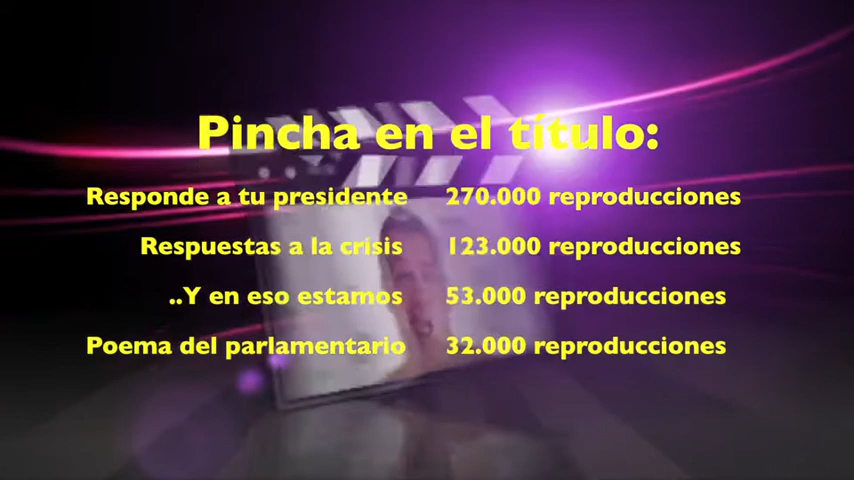 Pincha en el título:
Responde a tu presidente 270.000 reproducciones
Respuestas a la crisis 123.000 reproducciones
..Y en eso estamos 53.000 reproducciones
Poema del parlamentario 32.000 reproducciones